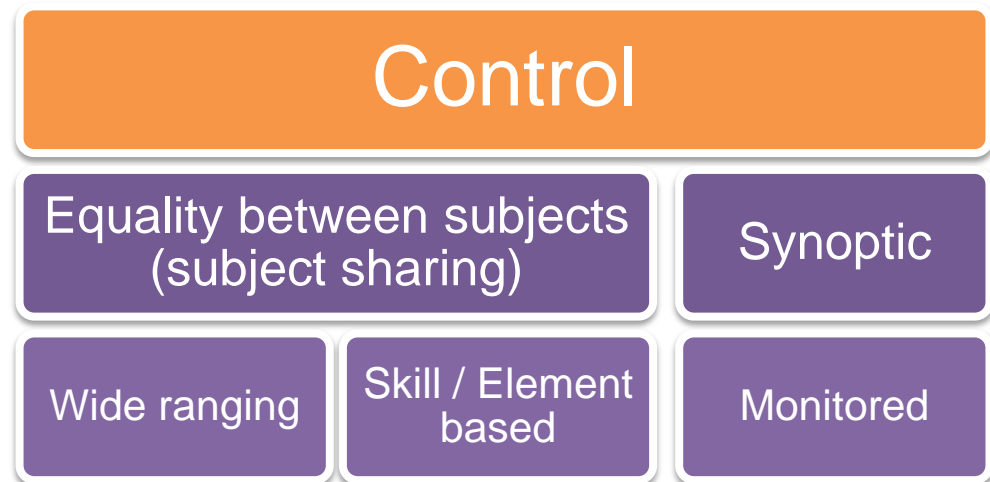 Control
Equality between subjects
(subject sharing)
Synoptic
Wide ranging
Skill / Element
based
Monitored